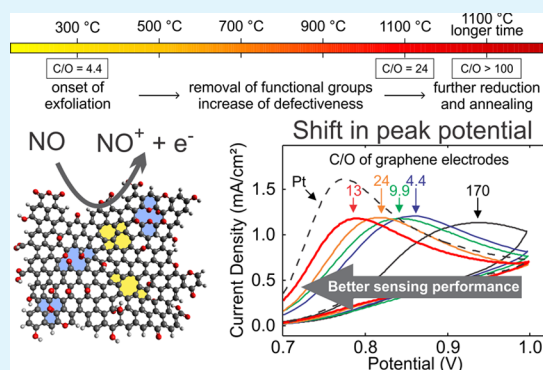 300 °C 500 °C 700 °C 900 °C 1100 °C 1100 °C
longer time
C/O = 4.4 C/O = 24 C/O > 100
onset of exfoliation → removal of functional groups increase of defectiveness → further reduction and annealing
NO NO⁺ + e⁻
Shift in peak potential
C/O of graphene electrodes
Pt 13 24 9.9 4.4 170
Better sensing performance
Current Density (mA/cm²)
1.5
1.0
0.5
0.0
0.7 0.8 0.9 1.0
Potential (V)